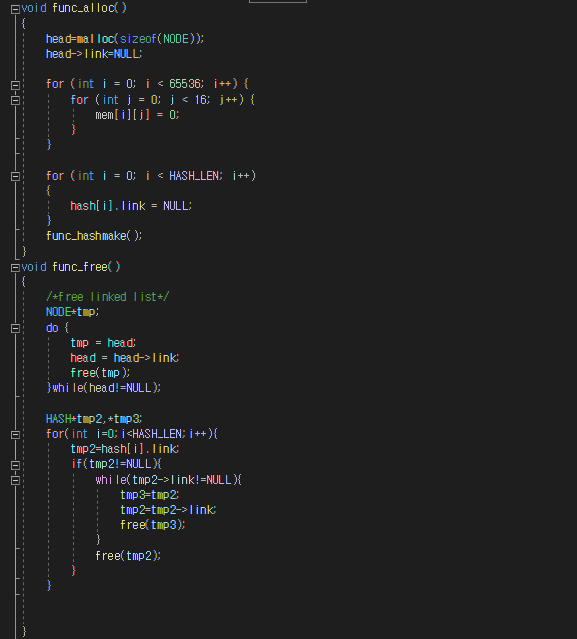 void func_alloc()
{
head=malloc(sizeof(NODE));
head->link=NULL;
for (int i = 0; i < 65536; i++) {
for (int j = 0; j < 16; j++) {
mem[i][j] = 0;
}
}
for (int i = 0; i < HASH_LEN; i++)
{
hash[i].link = NULL;
}
func_hashmake();
}
void func_free()
{
/*free linked list*/
NODE*tmp;
do {
tmp = head;
head = head->link;
free(tmp);
}while(head!=NULL);
HASH*tmp2,*tmp3;
for(int i=0;i<HASH_LEN;i++){
tmp2=hash[i].link;
if(tmp2!=NULL){
while(tmp2->link!=NULL){
tmp3=tmp2;
tmp2=tmp2->link;
free(tmp3);
}
free(tmp2);
}
}
}